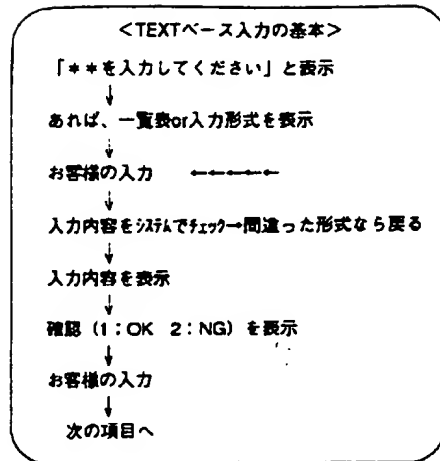 <TEXTベース入力の基本>
「**を入力してください」と表示
↓
あれば、一覧表or入力形式を表示
↓
お客様の入力 ←←←←←
↓
入力内容をシステムでチェック→間違った形式なら戻る
↓
入力内容を表示
↓
確認(1:OK 2:NG)を表示
↓
お客様の入力
↓
次の項目へ